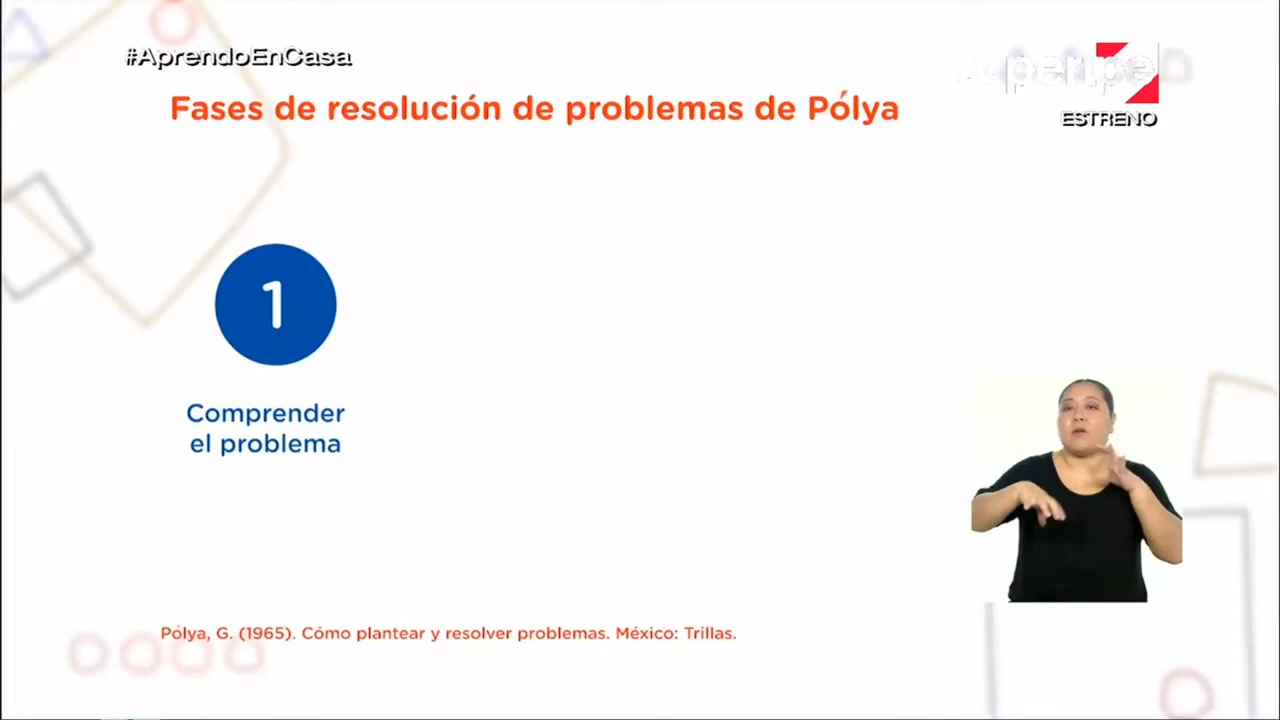 #AprendoEnCasa
Fases de resolución de problemas de Pólya
ESTRENO
1
Comprender
el problema
Pólya, G. (1965). Cómo plantear y resolver problemas. México: Trillas.